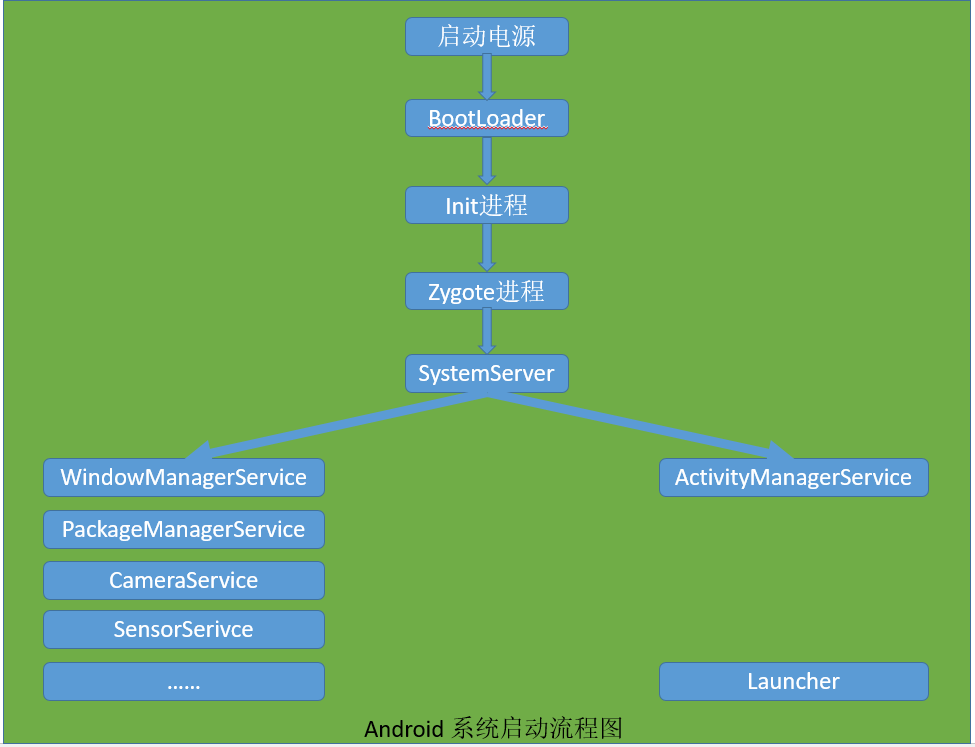 启动电源
BootLoader
Init进程
Zygote进程
SystemServer
WindowManagerService
ActivityManagerService
PackageManagerService
CameraService
SensorSerivce
......
Launcher
Android 系统启动流程图